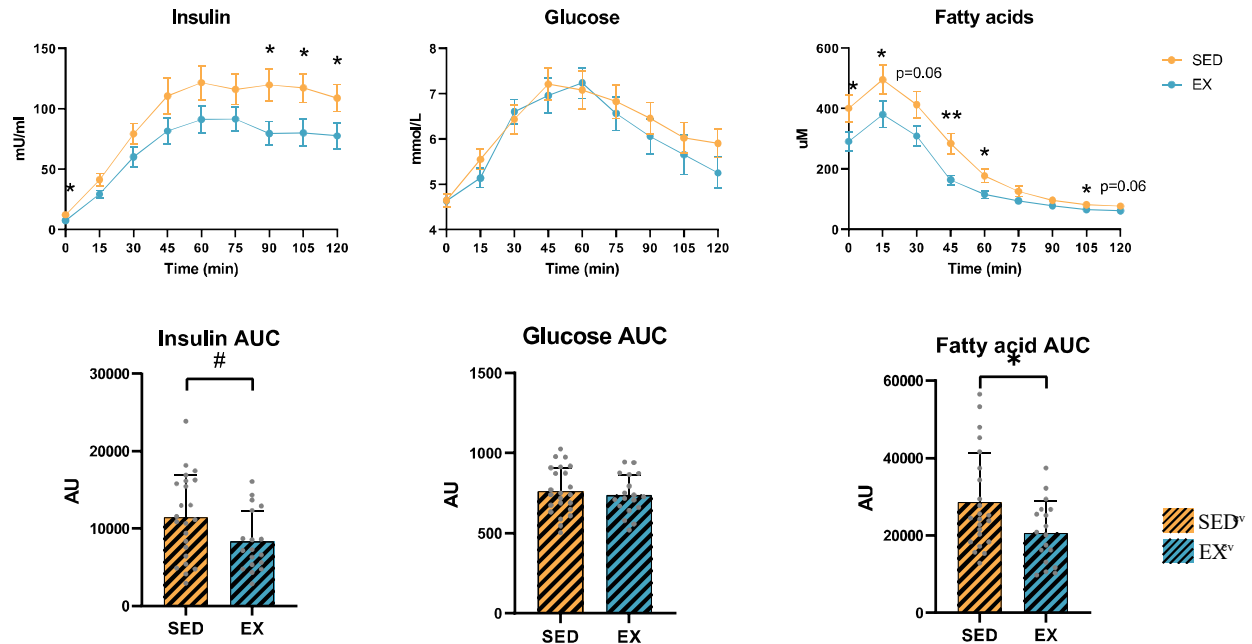 Insulin
150
100
50
0
mU/ml
*
*
*
*
0 15 30 45 60 75 90 105 120
Time (min)
Glucose
8
7
6
5
4
mmol/L
0 15 30 45 60 75 90 105 120
Time (min)
Fatty acids
600
400
200
0
uM
*
*
p=0.06
**
*
*
p=0.06
0 15 30 45 60 75 90 105 120
Time (min)
SED
EX
Insulin AUC
#
30000
20000
10000
0
AU
SED EX
Glucose AUC
1500
1000
500
0
AU
SED EX
Fatty acid AUC
*
60000
40000
20000
0
AU
SED EX
SED
EX